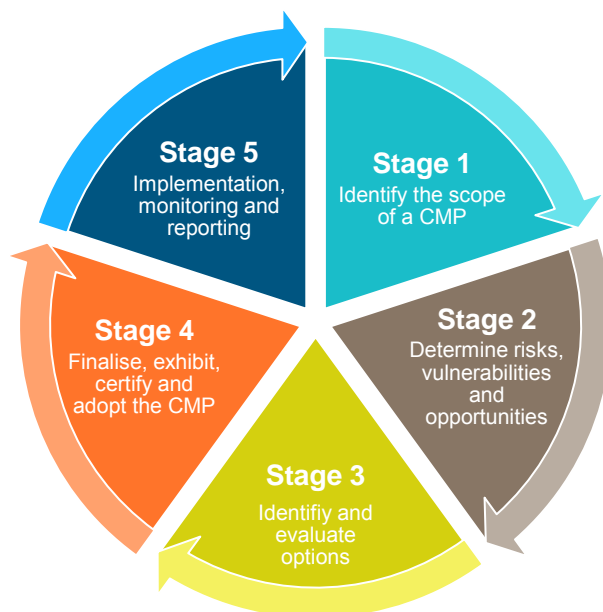 Stage 1
Identify the scope
of a CMP
Stage 2
Determine risks,
vulnerabilities
and
opportunities
Stage 3
Identifiy and
evaluate
options
Stage 4
Finalise, exhibit,
certify and
adopt the CMP
Stage 5
Implementation,
monitoring and
reporting